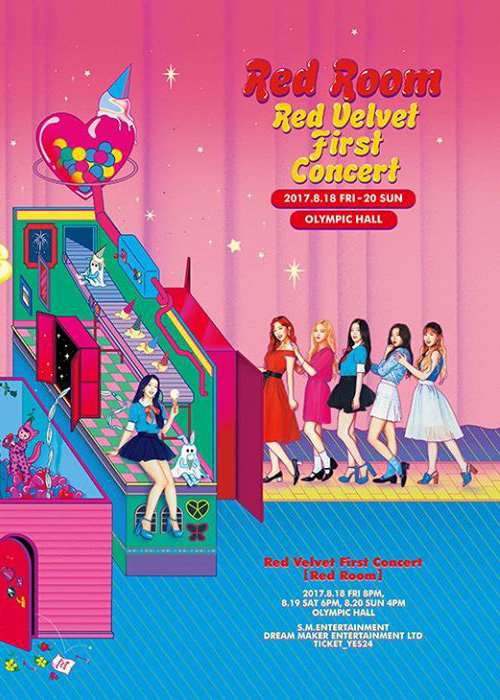 Red Room
Red Velvet
First
Concert
2017.8.18 FRI - 20 SUN
OLYMPIC HALL
Red Velvet First Concert
[Red Room]
2017.8.18 FRI 8PM,
8.19 SAT 6PM, 8.20 SUN 4PM
OLYMPIC HALL
S.M.ENTERTAINMENT
DREAM MAKER ENTERTAINMENT LTD
TICKET_YES24